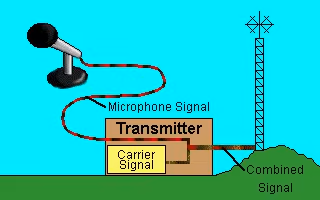 Microphone Signal
Transmitter
Carrier
Signal
Combined
Signal